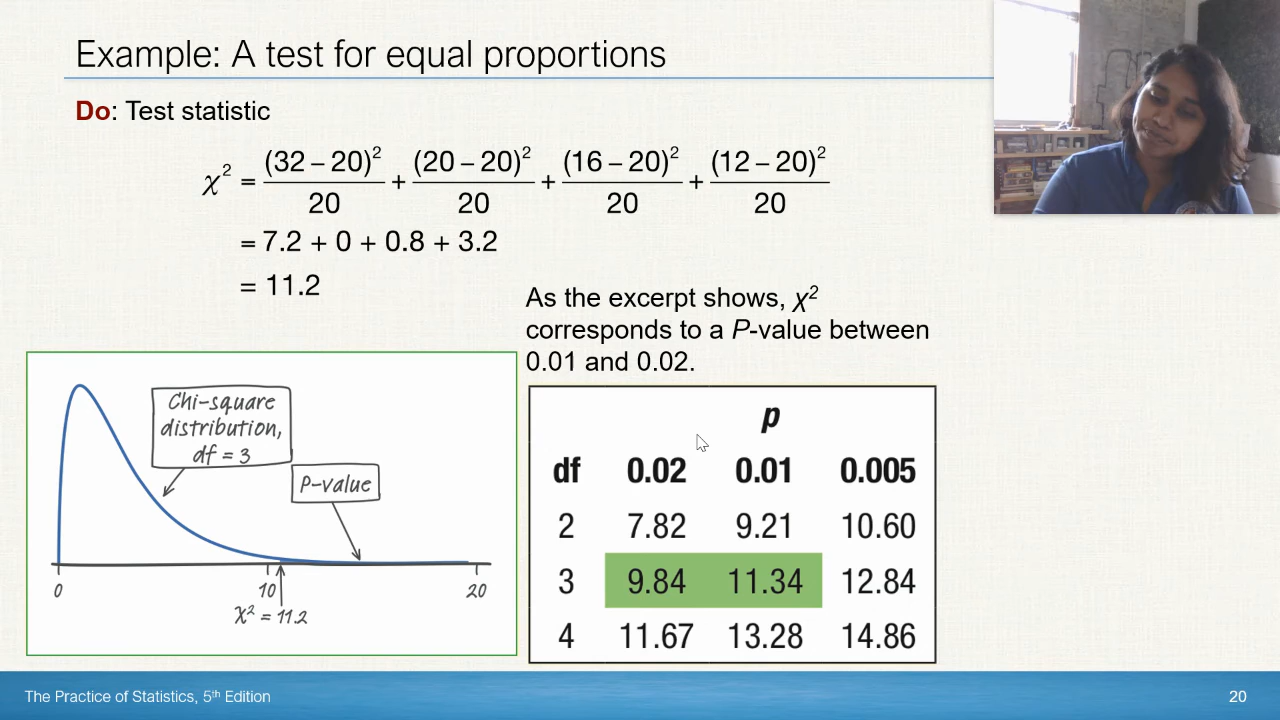 Example: A test for equal proportions
Do: Test statistic
χ² = (32 – 20)²/20 + (20 – 20)²/20 + (16 – 20)²/20 + (12 – 20)²/20
= 7.2 + 0 + 0.8 + 3.2
= 11.2
As the excerpt shows, χ²
corresponds to a P-value between
0.01 and 0.02.
Chi-square
distribution,
df = 3
P-value
0 10 20
χ² = 11.2
p
df 0.02 0.01 0.005
2 7.82 9.21 10.60
3 9.84 11.34 12.84
4 11.67 13.28 14.86
The Practice of Statistics, 5th Edition 20